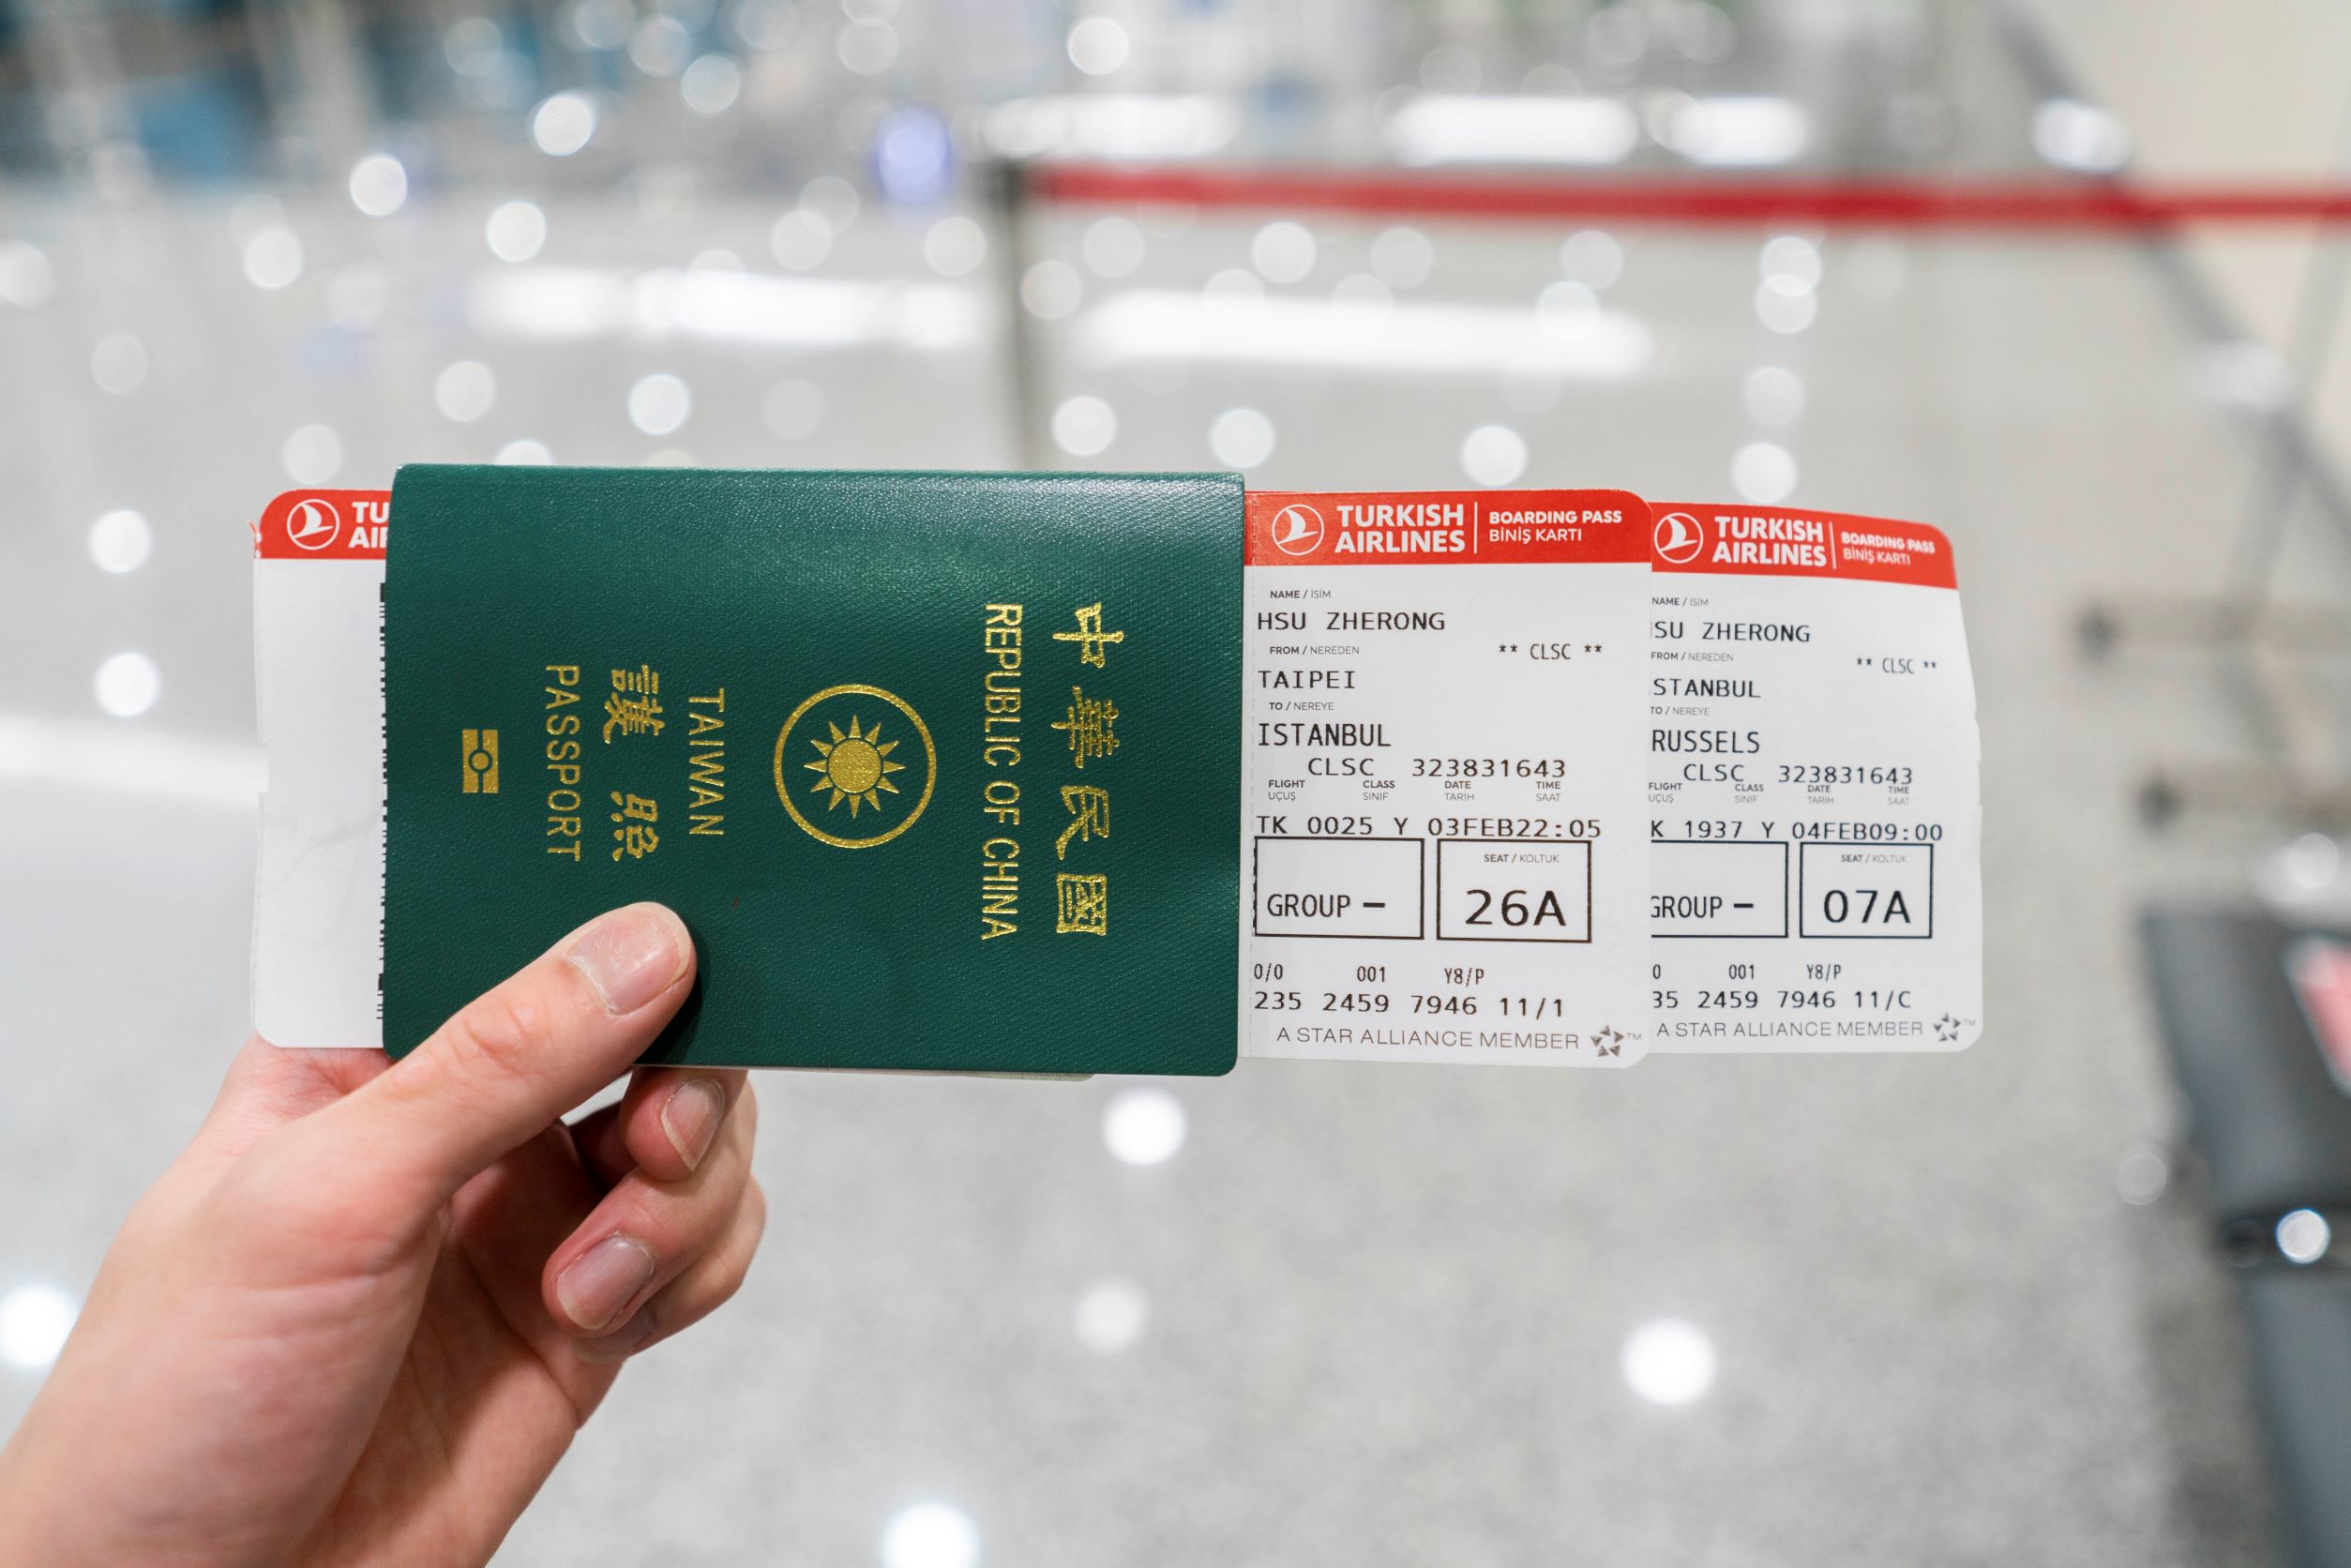 TU
AI
中華民國
REPUBLIC OF CHINA
TAIWAN
護照
PASSPORT
TURKISH
AIRLINES
BOARDING PASS
BİNİŞ KARTI
NAME / İSİM
HSU ZHERONG
FROM / NEREDEN
** CLSC **
TAIPEI
TO / NEREYE
ISTANBUL
CLSC 323831643
FLIGHT CLASS DATE TIME
UÇUŞ SINIF TARİH SAAT
TK 0025 Y 03FEB22:05
SEAT / KOLTUK
GROUP - 26A
0/0 001 Y8/P
235 2459 7946 11/1
A STAR ALLIANCE MEMBER ™
TURKISH
AIRLINES
BOARDING PASS
BİNİŞ KARTI
NAME / İSİM
SU ZHERONG
FROM / NEREDEN
** CLSC **
STANBUL
TO / NEREYE
RUSSELS
CLSC 323831643
FLIGHT CLASS DATE TIME
UÇUŞ SINIF TARİH SAAT
K 1937 Y 04FEB09:00
SEAT / KOLTUK
GROUP - 07A
0 001 Y8/P
35 2459 7946 11/C
A STAR ALLIANCE MEMBER ™